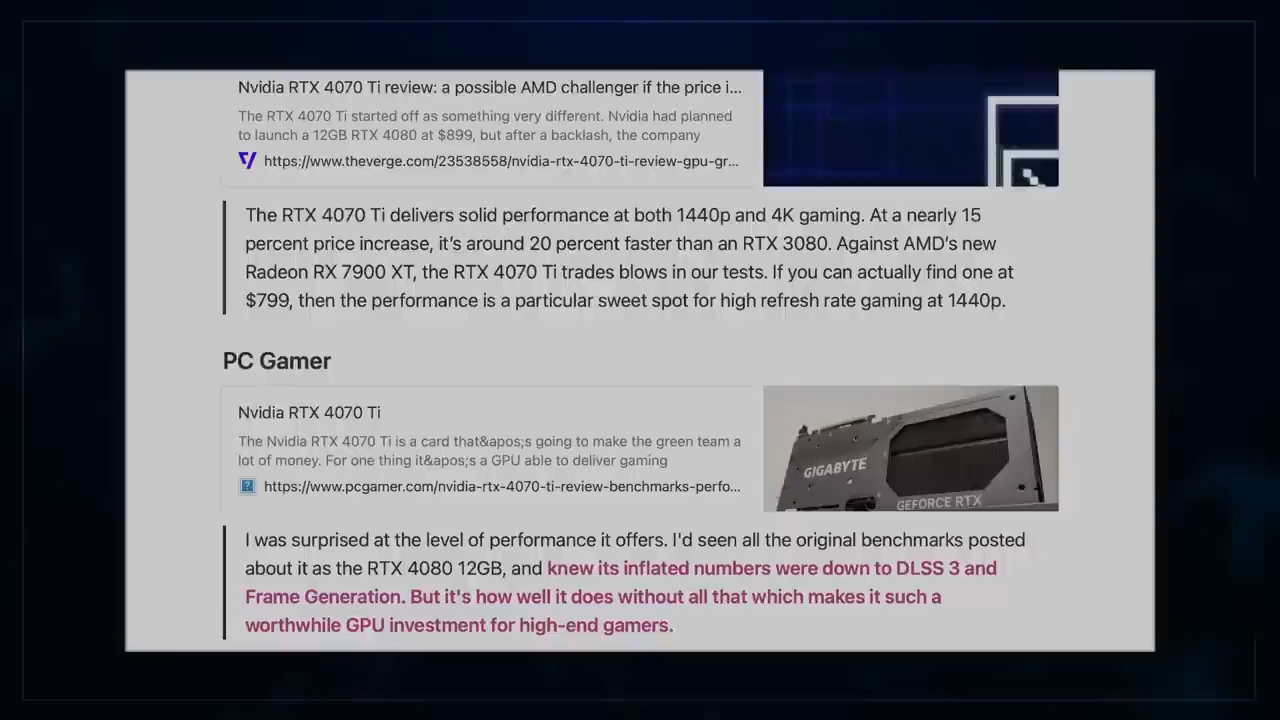 Nvidia RTX 4070 Ti review: a possible AMD challenger if the price i...
The RTX 4070 Ti started off as something very different. Nvidia had planned
to launch a 12GB RTX 4080 at $899, but after a backlash, the company
https://www.theverge.com/23538558/nvidia-rtx-4070-ti-review-gpu-gr...
The RTX 4070 Ti delivers solid performance at both 1440p and 4K gaming. At a nearly 15
percent price increase, it’s around 20 percent faster than an RTX 3080. Against AMD’s new
Radeon RX 7900 XT, the RTX 4070 Ti trades blows in our tests. If you can actually find one at
$799, then the performance is a particular sweet spot for high refresh rate gaming at 1440p.
PC Gamer
Nvidia RTX 4070 Ti
The Nvidia RTX 4070 Ti is a card that&apos;s going to make the green team a
lot of money. For one thing it&apos;s a GPU able to deliver gaming
https://www.pcgamer.com/nvidia-rtx-4070-ti-review-benchmarks-perfo...
GIGABYTE
GEFORCE RTX
I was surprised at the level of performance it offers. I'd seen all the original benchmarks posted
about it as the RTX 4080 12GB, and knew its inflated numbers were down to DLSS 3 and
Frame Generation. But it's how well it does without all that which makes it such a
worthwhile GPU investment for high-end gamers.